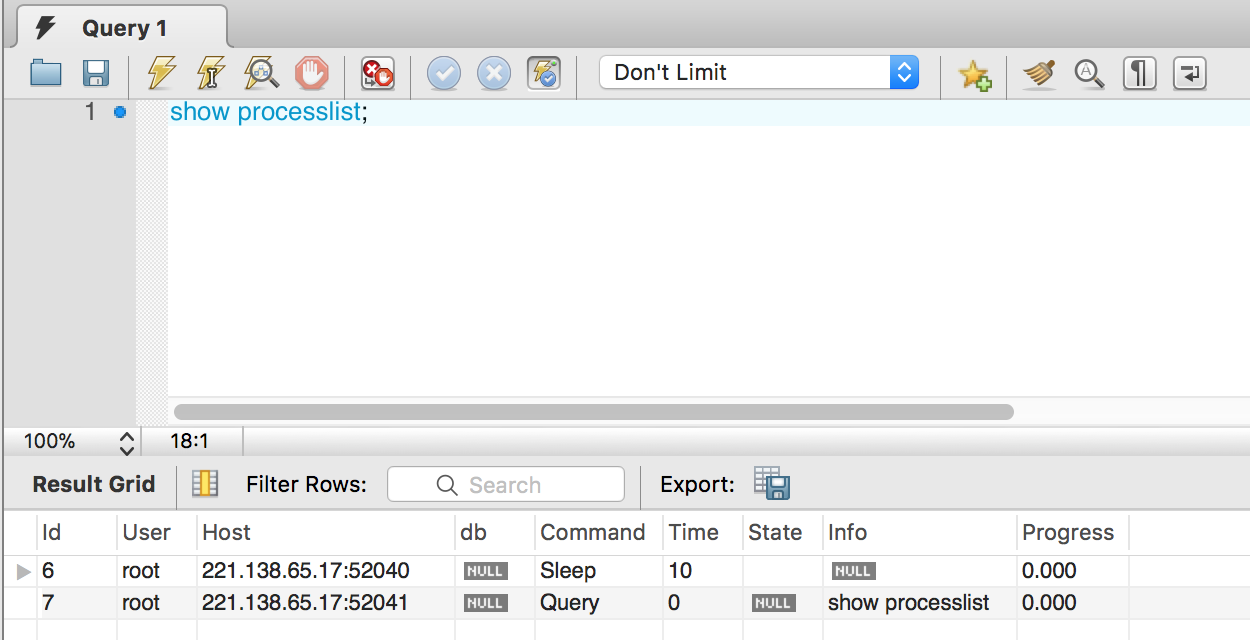 Query 1
Don't Limit
1 show processlist;
100% 18:1
Result Grid Filter Rows: Search Export:
Id User Host db Command Time State Info Progress
6 root 221.138.65.17:52040 NULL Sleep 10 NULL 0.000
7 root 221.138.65.17:52041 NULL Query 0 NULL show processlist 0.000